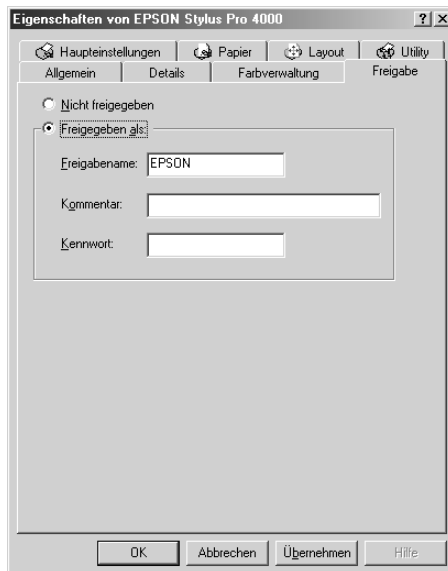 Eigenschaften von EPSON Stylus Pro 4000
Haupteinstellungen Papier Layout Utility
Allgemein Details Farbverwaltung Freigabe
Nicht freigegeben
Freigegeben als:
Freigabename: EPSON
Kommentar:
Kennwort:
OK Abbrechen Übernehmen Hilfe